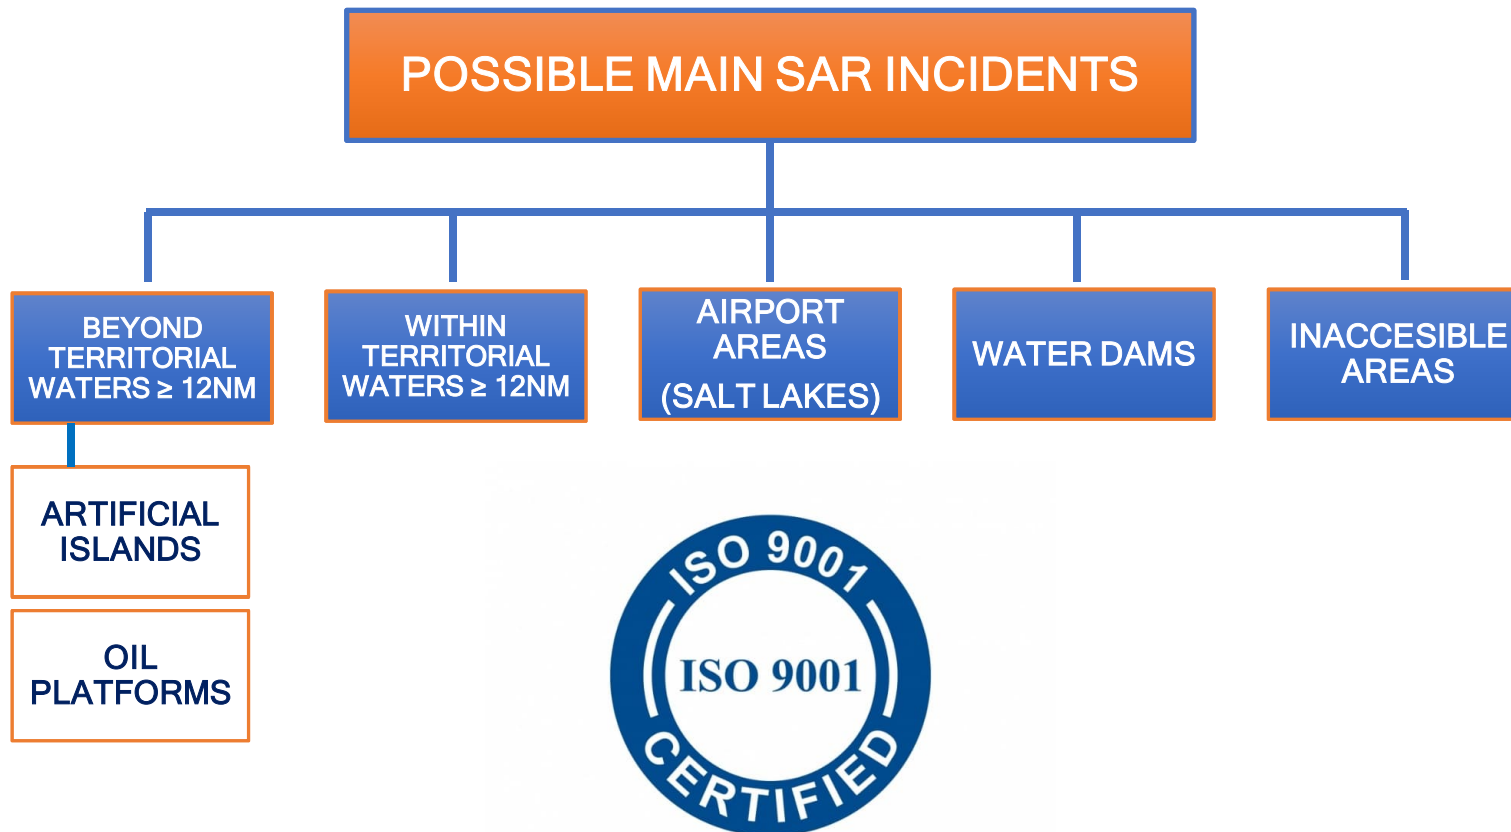 POSSIBLE MAIN SAR INCIDENTS
BEYOND
TERRITORIAL
WATERS ≥ 12NM
WITHIN
TERRITORIAL
WATERS ≥ 12NM
AIRPORT
AREAS
(SALT LAKES)
WATER DAMS
INACCESIBLE
AREAS
ARTIFICIAL
ISLANDS
OIL
PLATFORMS
ISO 9001
ISO 9001
CERTIFIED